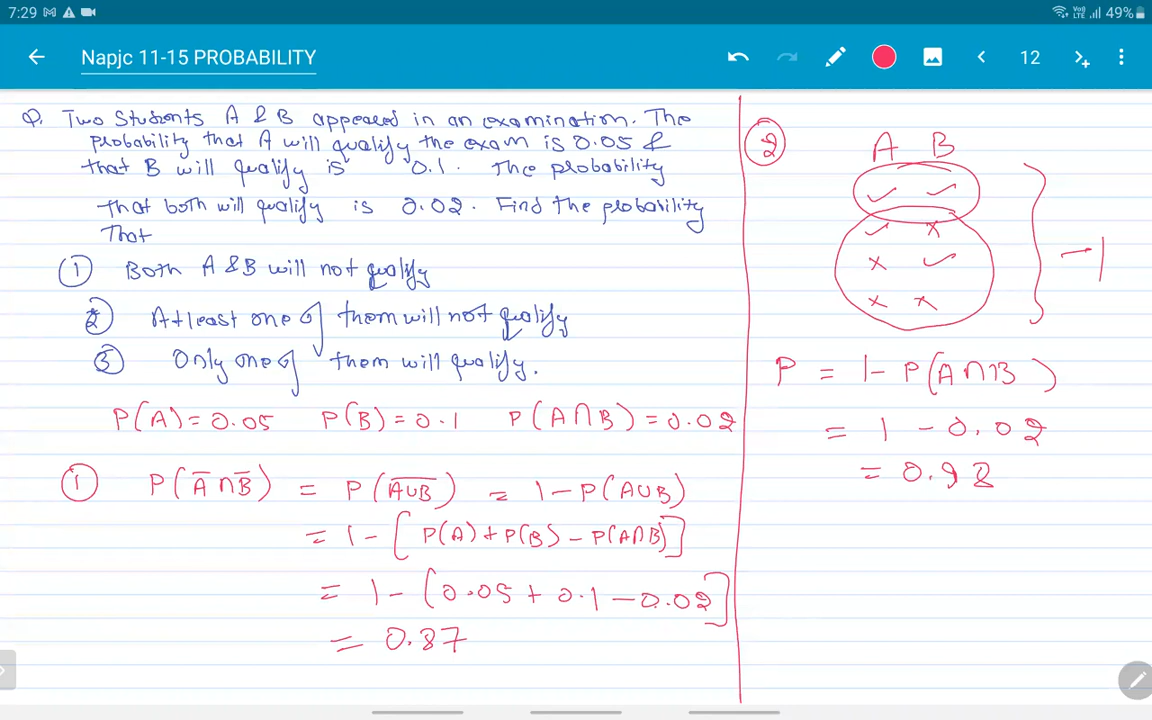 7:29
49%
Napjc 11-15 PROBABILITY
12
Q. Two Students A & B appeared in an examination. The
probability that A will qualify the exam is 0.05 &
that B will qualify is 0.1. The probability
that both will qualify is 0.02. Find the probability
that
① Both A & B will not qualify
② Atleast one of them will not qualify
③ Only one of them will qualify.
P(A) = 0.05 P(B) = 0.1 P(A∩B) = 0.02
① P(A̅∩B̅) = P(A̅∪̅B̅) = 1 - P(A∪B)
= 1 - [P(A) + P(B) - P(A∩B)]
= 1 - [0.05 + 0.1 - 0.02]
= 0.87
②
A B
✓ ✓
✓ ×
× ✓
× ×
- 1
P = 1 - P(A∩B)
= 1 - 0.02
= 0.98